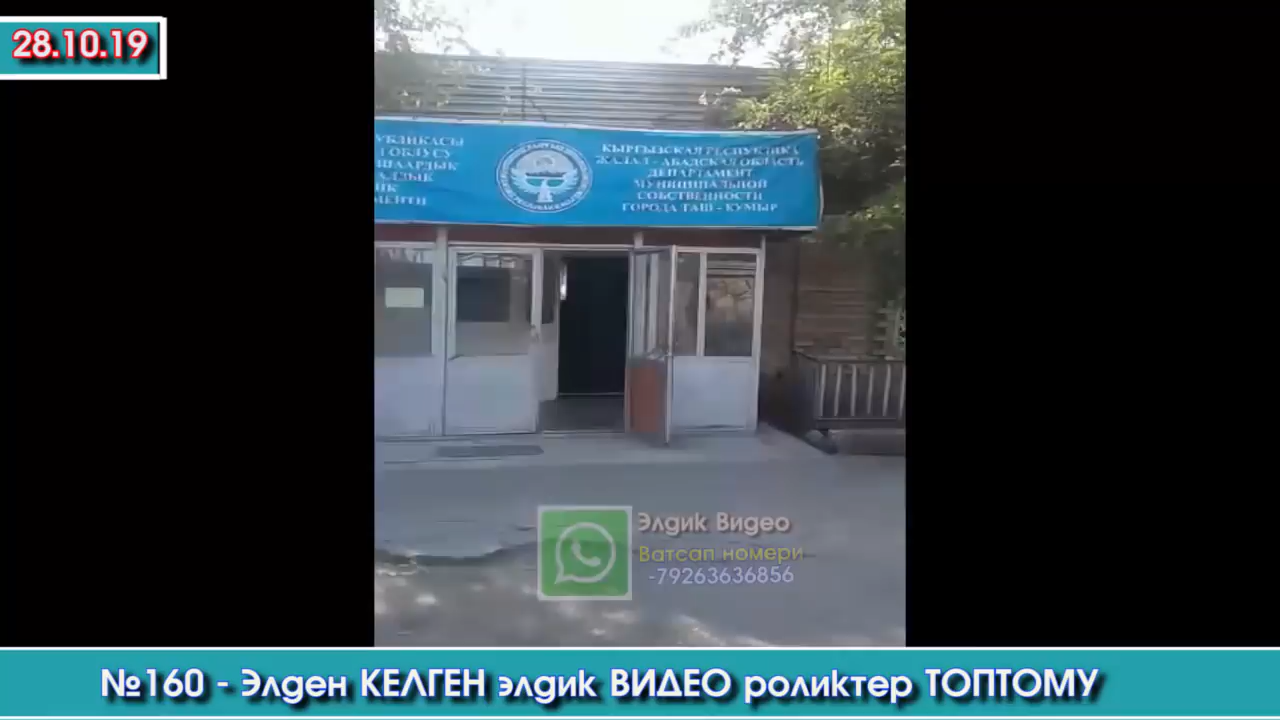 28.10.19
УБЛИКАСЫ
КЫРГЫЗСКАЯ РЕСПУБЛИКА
ЖАЛАЛ - АБАДСКАЯ ОБЛАСТЬ
ДЕПАРТАМЕНТ
МУНИЦИПАЛЬНОЙ
СОБСТВЕННОСТИ
ГОРОДА ТАШ - КУМЫР
Элдик Видео
Ватсап номери
-79263636856
№160 - Элден КЕЛГЕН элдик ВИДЕО роликтер ТОПТОМУ